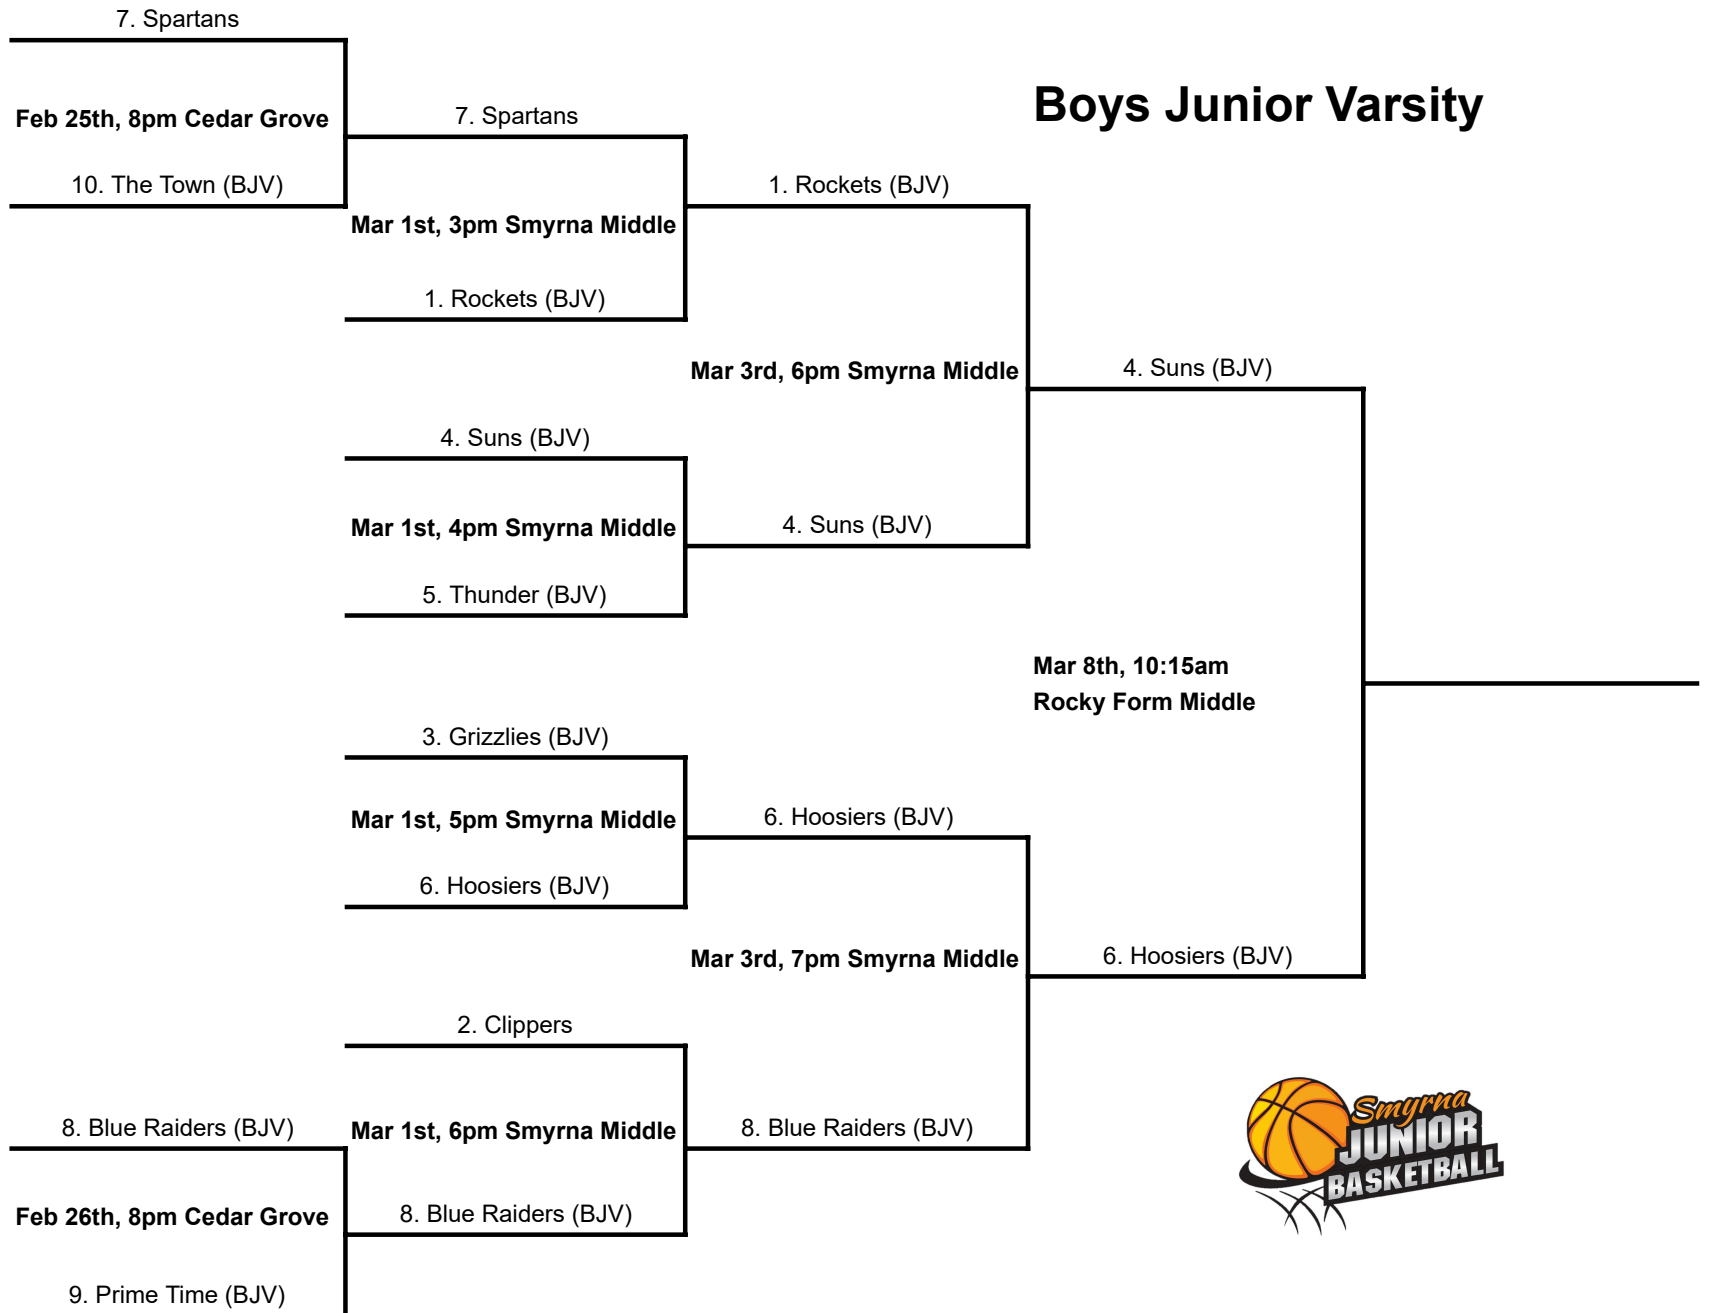 7. Spartans
Feb 25th, 8pm Cedar Grove
10. The Town (BJV)
7. Spartans
Mar 1st, 3pm Smyrna Middle
1. Rockets (BJV)
1. Rockets (BJV)
Boys Junior Varsity
Mar 3rd, 6pm Smyrna Middle
4. Suns (BJV)
4. Suns (BJV)
Mar 1st, 4pm Smyrna Middle
4. Suns (BJV)
5. Thunder (BJV)
Mar 8th, 10:15am
Rocky Form Middle
3. Grizzlies (BJV)
Mar 1st, 5pm Smyrna Middle
6. Hoosiers (BJV)
6. Hoosiers (BJV)
Mar 3rd, 7pm Smyrna Middle
6. Hoosiers (BJV)
2. Clippers
Mar 1st, 6pm Smyrna Middle
8. Blue Raiders (BJV)
8. Blue Raiders (BJV)
Feb 26th, 8pm Cedar Grove
8. Blue Raiders (BJV)
9. Prime Time (BJV)
Smyrna
JUNIOR
BASKETBALL